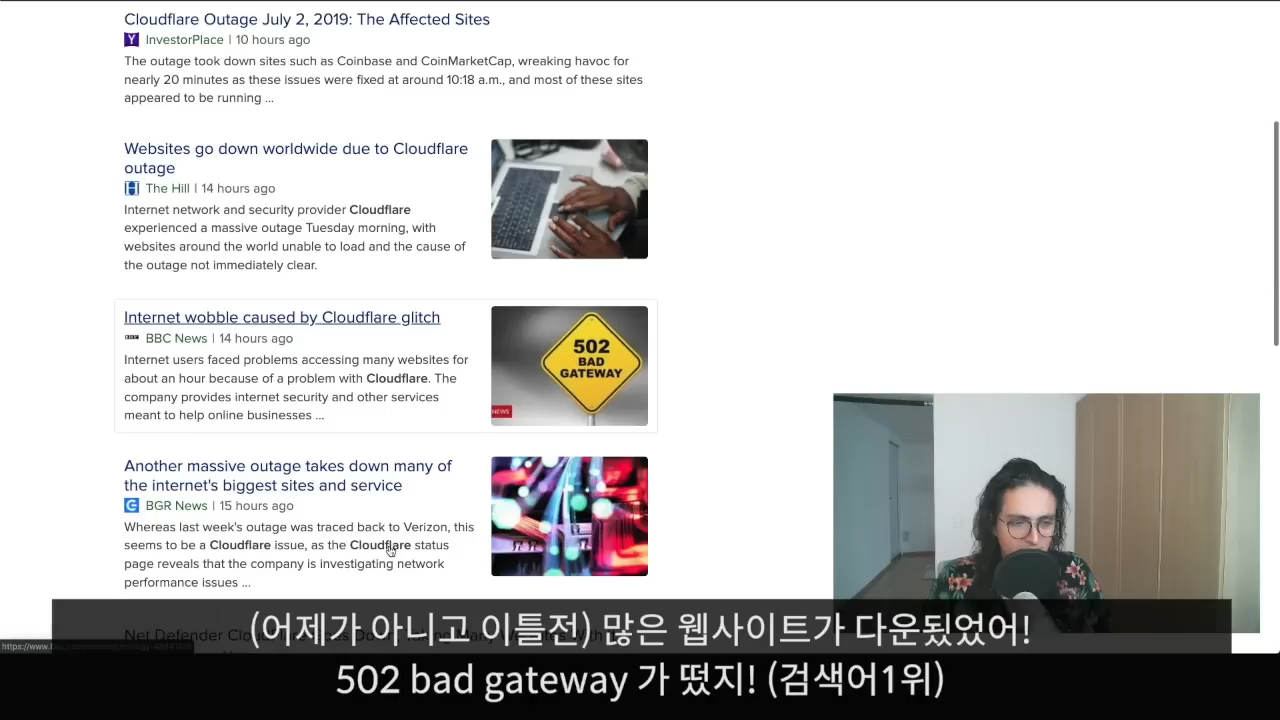 Cloudflare Outage July 2, 2019: The Affected Sites
InvestorPlace | 10 hours ago
The outage took down sites such as Coinbase and CoinMarketCap, wreaking havoc for
nearly 20 minutes as these issues were fixed at around 10:18 a.m., and most of these sites
appeared to be running ...
Websites go down worldwide due to Cloudflare
outage
The Hill | 14 hours ago
Internet network and security provider Cloudflare
experienced a massive outage Tuesday morning, with
websites around the world unable to load and the cause of
the outage not immediately clear.
Internet wobble caused by Cloudflare glitch
BBC News | 14 hours ago
Internet users faced problems accessing many websites for
about an hour because of a problem with Cloudflare. The
company provides internet security and other services
meant to help online businesses ...
502
BAD
GATEWAY
NEWS
Another massive outage takes down many of
the internet's biggest sites and service
BGR News | 15 hours ago
Whereas last week's outage was traced back to Verizon, this
seems to be a Cloudflare issue, as the Cloudflare status
page reveals that the company is investigating network
performance issues ...
Net Defender Cloudflare
(어제가 아니고 이틀전) 많은 웹사이트가 다운됬었어!
502 bad gateway 가 떴지! (검색어1위)